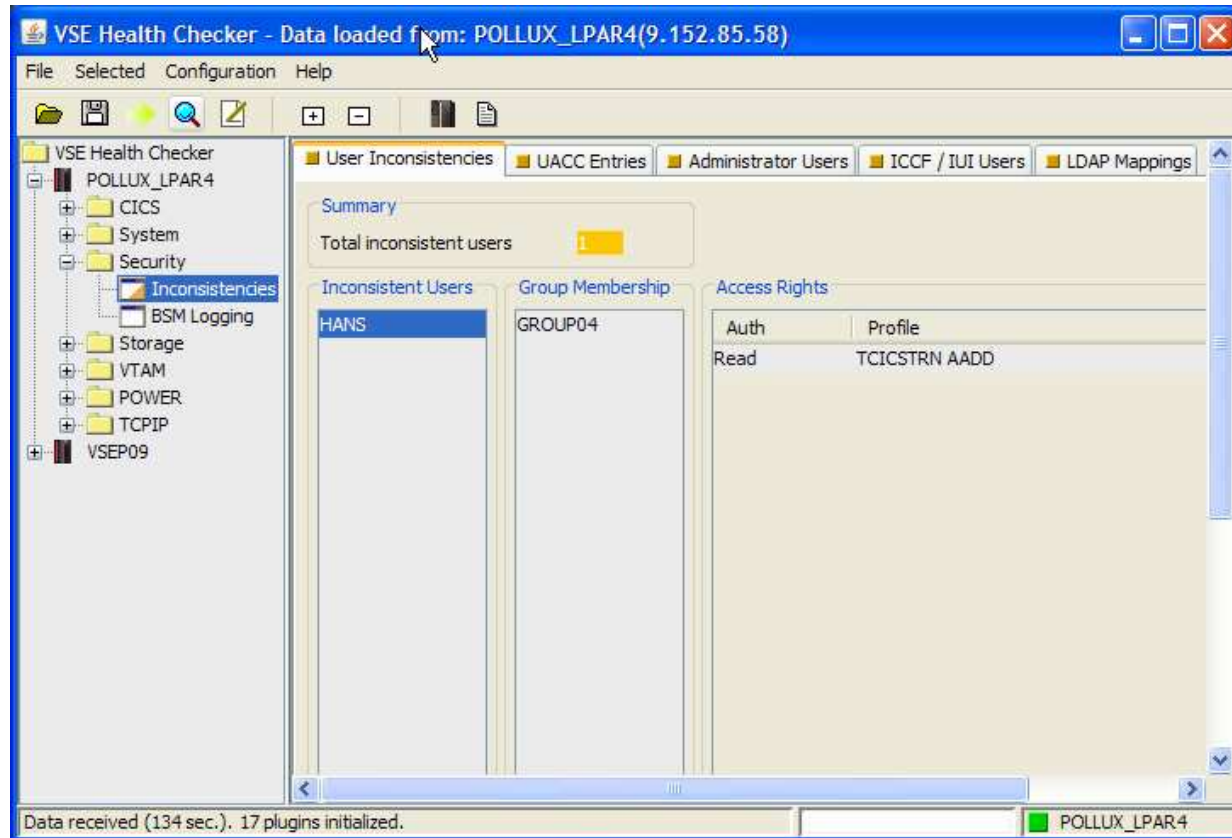 VSE Health Checker - Data loaded from: POLLUX_LPAR4(9.152.85.58)
File Selected Configuration Help
VSE Health Checker
POLLUX_LPAR4
CICS
System
Security
Inconsistencies
BSM Logging
Storage
VTAM
POWER
TCPIP
VSEP09
User Inconsistencies UACC Entries Administrator Users ICCF / IUI Users LDAP Mappings
Summary
Total inconsistent users 1
Inconsistent Users Group Membership Access Rights
HANS GROUP04 Auth Profile
Read TCICSTRN AADD
Data received (134 sec.). 17 plugins initialized. POLLUX_LPAR4